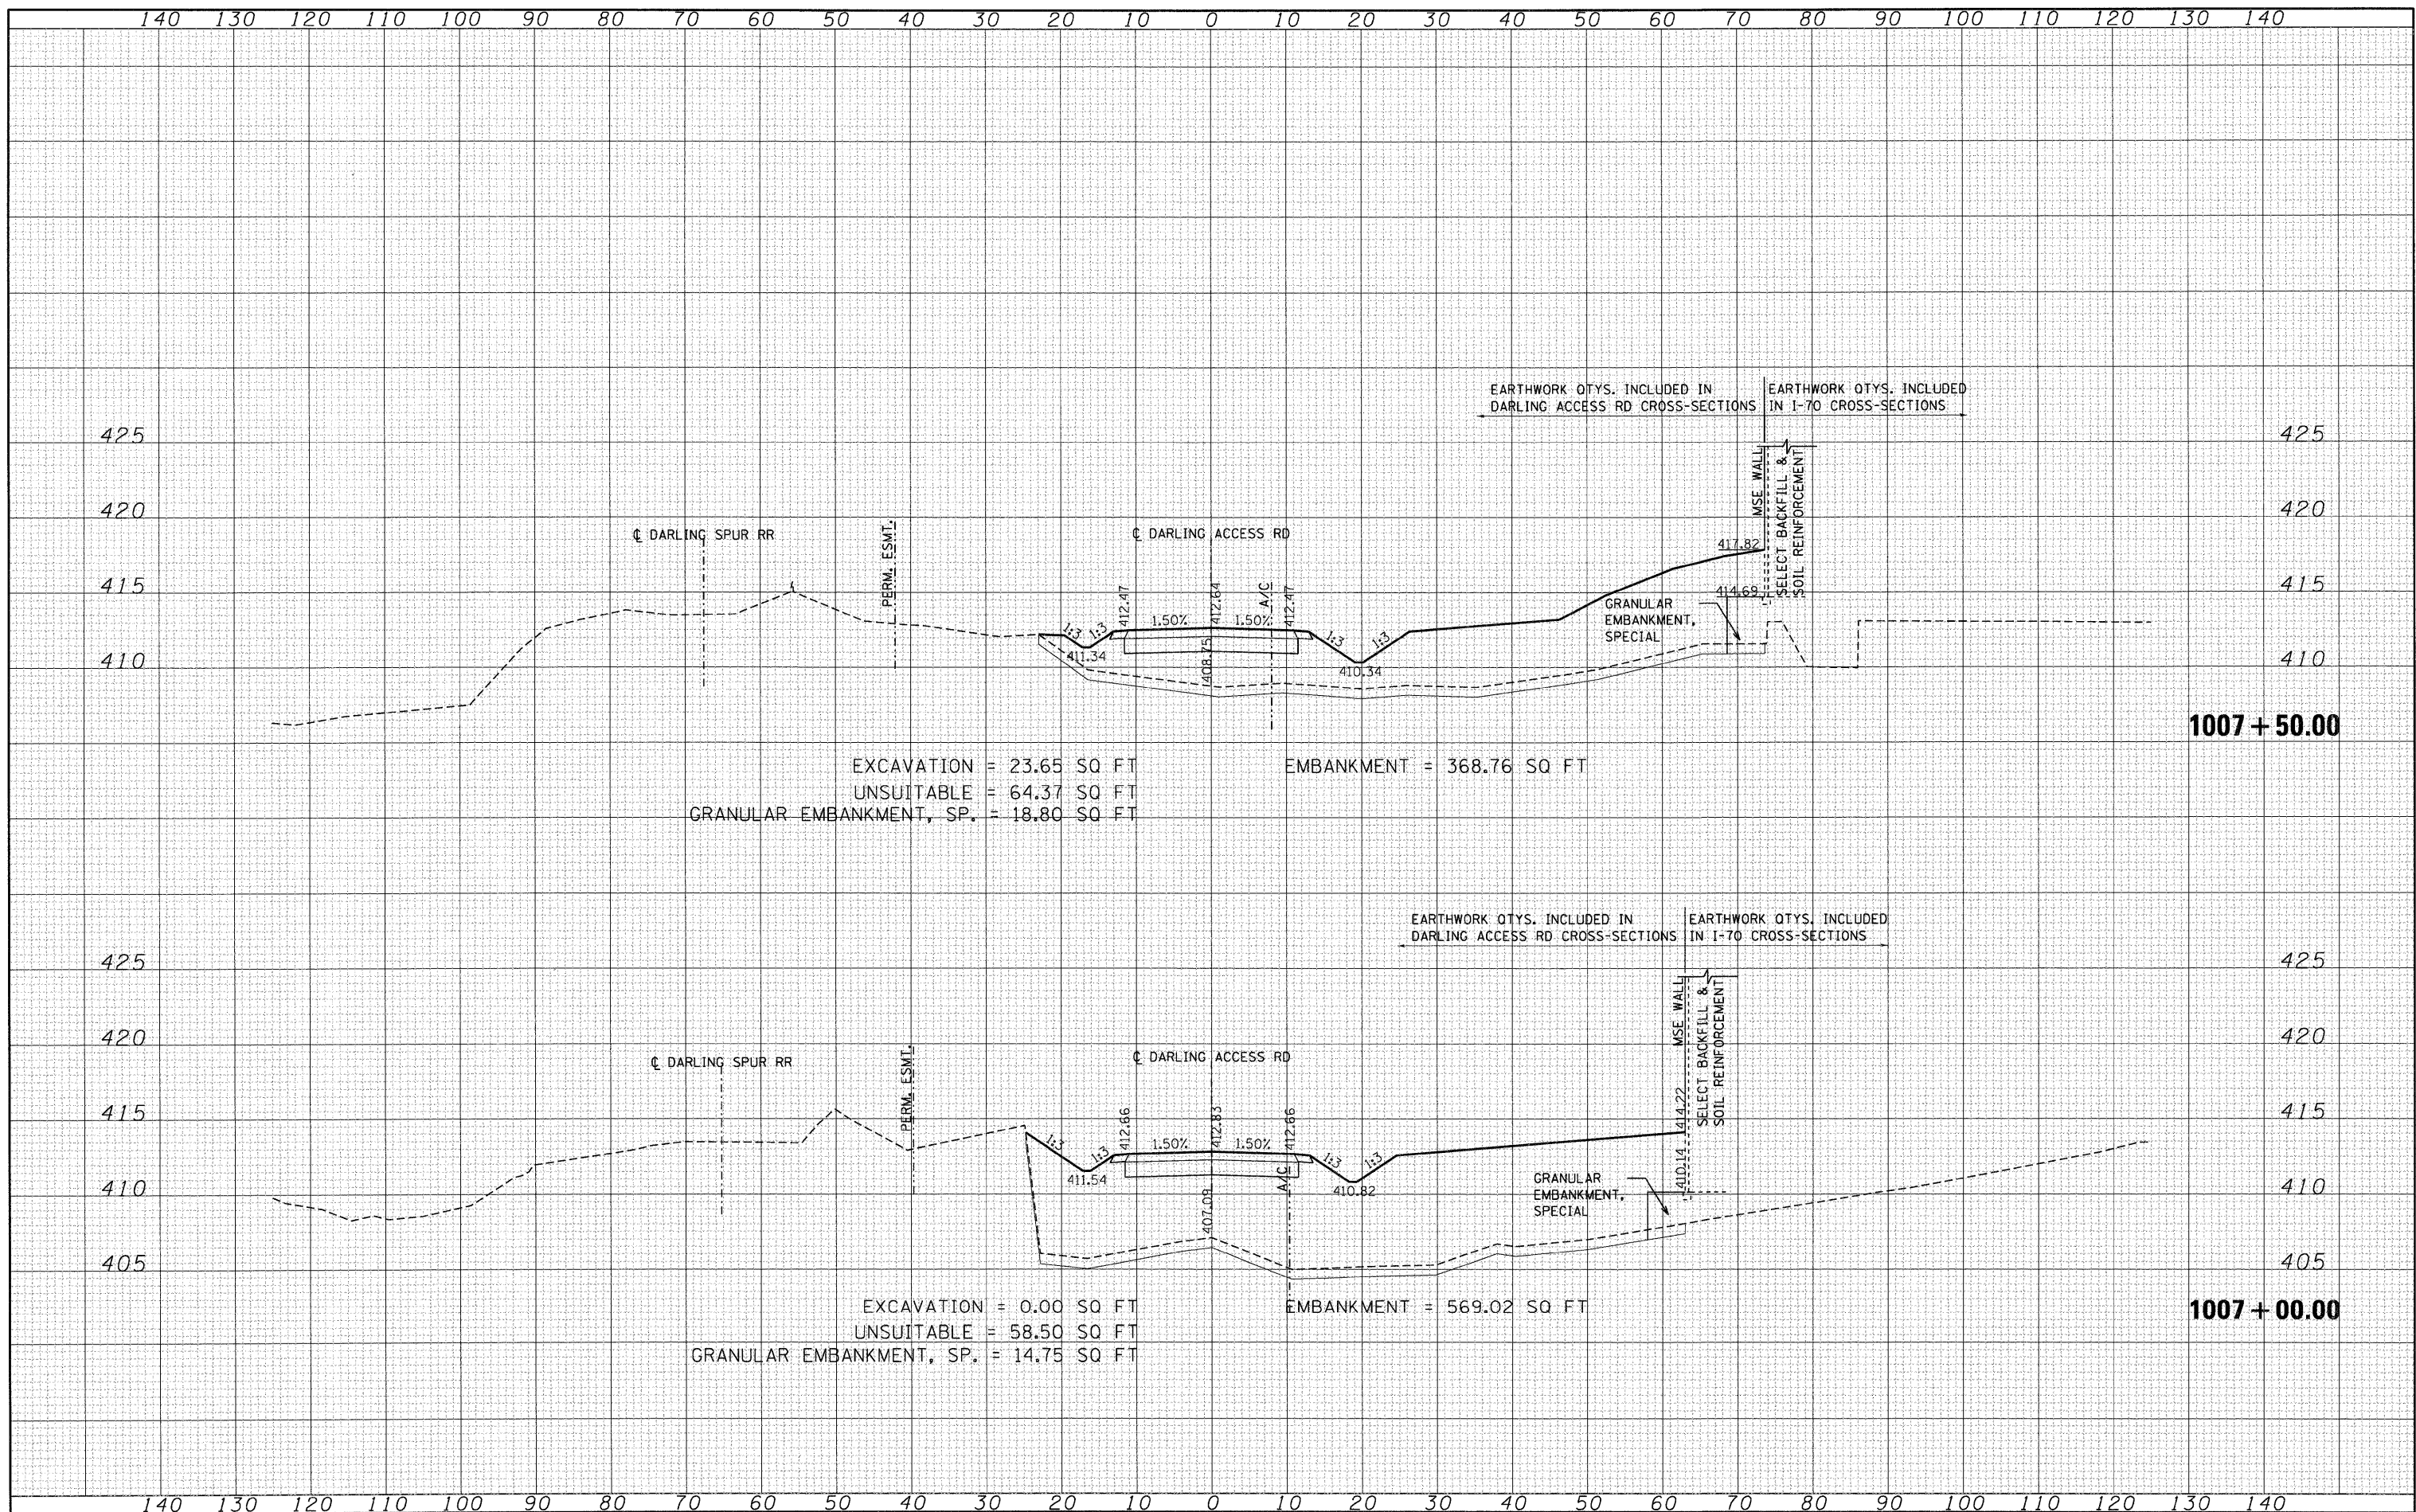 140 130 120 110 100 90 80 70 60 50 40 30 20 10 0 10 20 30 40 50 60 70 80 90 100 110 120 130 140
EARTHWORK QTYS. INCLUDED IN
DARLING ACCESS RD CROSS-SECTIONS
EARTHWORK QTYS. INCLUDED
IN I-70 CROSS-SECTIONS
425 425
420 420
415 415
410 410
MSE WALL
SELECT BACKFILL &
SOIL REINFORCEMENT
℄ DARLING SPUR RR
PERM. ESMT.
℄ DARLING ACCESS RD
417.82
414.69
412.47
412.64
A/C
412.47
1:3
1:3
1.50%
1.50%
1:3
1:3
411.34
408.75
410.34
GRANULAR
EMBANKMENT,
SPECIAL
1007+50.00
EXCAVATION = 23.65 SQ FT
EMBANKMENT = 368.76 SQ FT
UNSUITABLE = 64.37 SQ FT
GRANULAR EMBANKMENT, SP. = 18.80 SQ FT
EARTHWORK QTYS. INCLUDED IN
DARLING ACCESS RD CROSS-SECTIONS
EARTHWORK QTYS. INCLUDED
IN I-70 CROSS-SECTIONS
425 425
420 420
415 415
410 410
405 405
MSE WALL
SELECT BACKFILL &
SOIL REINFORCEMENT
℄ DARLING SPUR RR
PERM. ESMT.
℄ DARLING ACCESS RD
414.22
410.14
412.66
412.83
412.66
1:3
1:3
1.50%
1.50%
1:3
1:3
A/C
411.54
407.09
410.82
GRANULAR
EMBANKMENT,
SPECIAL
1007+00.00
EXCAVATION = 0.00 SQ FT
EMBANKMENT = 569.02 SQ FT
UNSUITABLE = 58.50 SQ FT
GRANULAR EMBANKMENT, SP. = 14.75 SQ FT
140 130 120 110 100 90 80 70 60 50 40 30 20 10 0 10 20 30 40 50 60 70 80 90 100 110 120 130 140